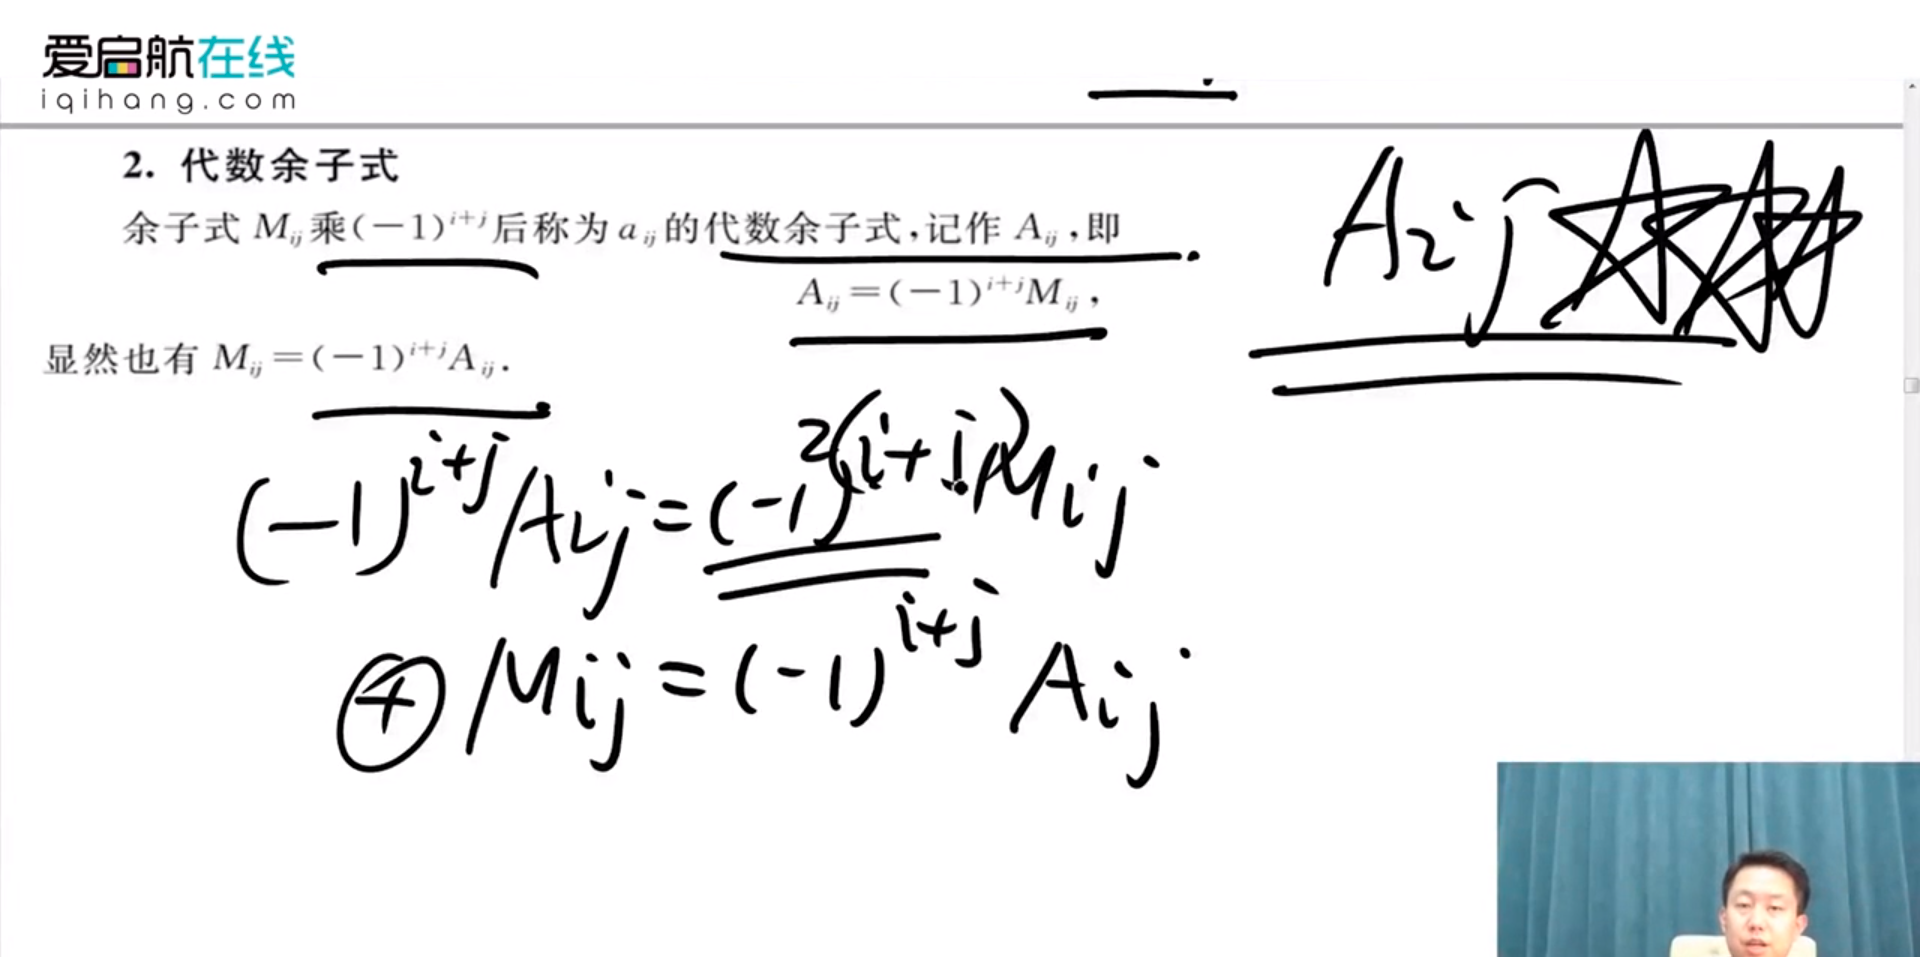 爱启航在线
iqihang.com
2. 代数余子式
余子式 M_{ij} 乘(-1)^{i+j}后称为 a_{ij} 的代数余子式,记作 A_{ij},即
A_{ij}=(-1)^{i+j}M_{ij},
显然也有 M_{ij}=(-1)^{i+j}A_{ij}.
A_{ij}
(-1)^{i+j}A_{ij}=(-1)^{2(i+j)}M_{ij}
⊕ M_{ij}=(-1)^{i+j}A_{ij}